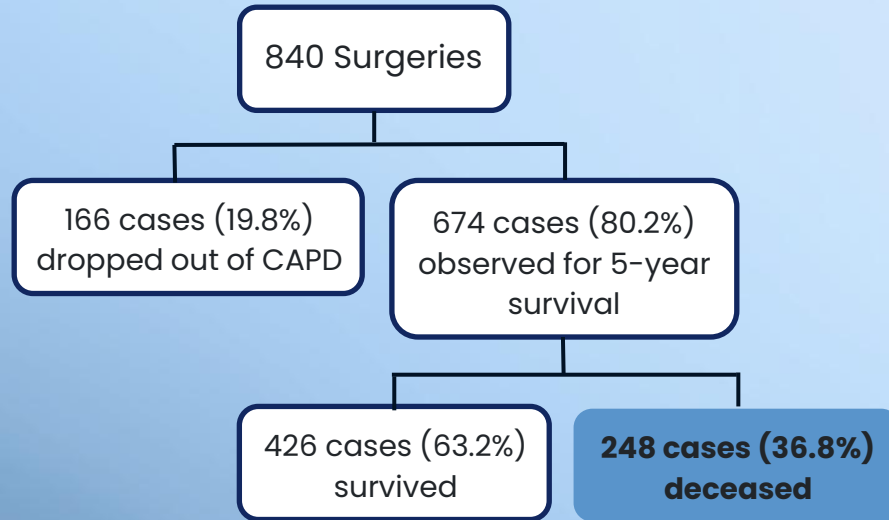 840 Surgeries
166 cases (19.8%)
dropped out of CAPD
674 cases (80.2%)
observed for 5-year
survival
426 cases (63.2%)
survived
248 cases (36.8%)
deceased